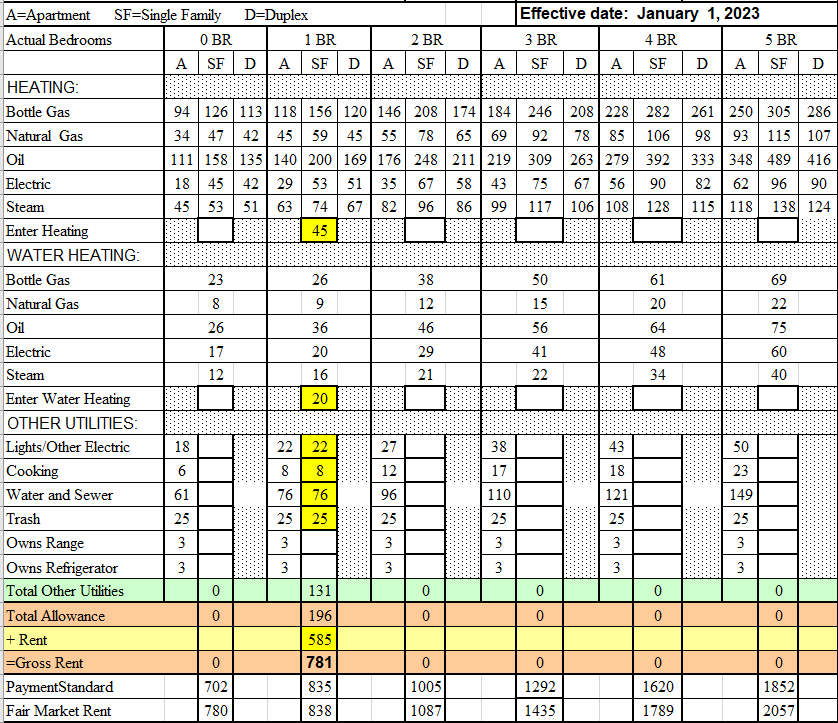 A=Apartment SF=Single Family D=Duplex Effective date: January 1, 2023
Actual Bedrooms 0 BR 1 BR 2 BR 3 BR 4 BR 5 BR
A SF D A SF D A SF D A SF D A SF D A SF D
HEATING:
Bottle Gas 94 126 113 118 156 120 146 208 174 184 246 208 228 282 261 250 305 286
Natural Gas 34 47 42 45 59 45 55 78 65 69 92 78 85 106 98 93 115 107
Oil 111 158 135 140 200 169 176 248 211 219 309 263 279 392 333 348 489 416
Electric 18 45 42 29 53 51 35 67 58 43 75 67 56 90 82 62 96 90
Steam 45 53 51 63 74 67 82 96 86 99 117 106 108 128 115 118 138 124
Enter Heating 45
WATER HEATING:
Bottle Gas 23 26 38 50 61 69
Natural Gas 8 9 12 15 20 22
Oil 26 36 46 56 64 75
Electric 17 20 29 41 48 60
Steam 12 16 21 22 34 40
Enter Water Heating 20
OTHER UTILITIES:
Lights/Other Electric 18 22 22 27 38 43 50
Cooking 6 8 8 12 17 18 23
Water and Sewer 61 76 76 96 110 121 149
Trash 25 25 25 25 25 25 25
Owns Range 3 3 3 3 3 3
Owns Refrigerator 3 3 3 3 3 3
Total Other Utilities 0 131 0 0 0 0
Total Allowance 0 196 0 0 0 0
+ Rent 585
=Gross Rent 0 781 0 0 0 0
PaymentStandard 702 835 1005 1292 1620 1852
Fair Market Rent 780 838 1087 1435 1789 2057